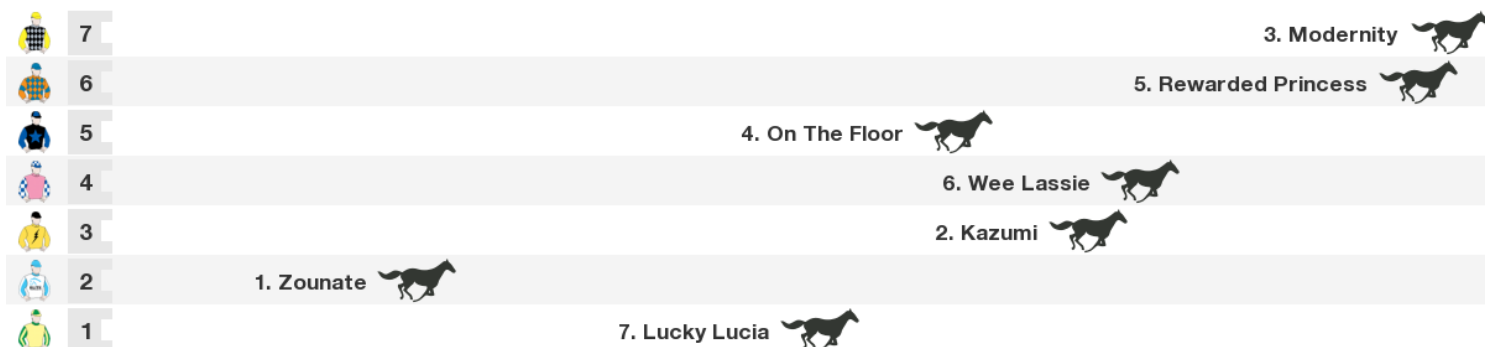 7 3. Modernity
6 5. Rewarded Princess
5 4. On The Floor
4 6. Wee Lassie
3 2. Kazumi
2 1. Zounate
1 7. Lucky Lucia